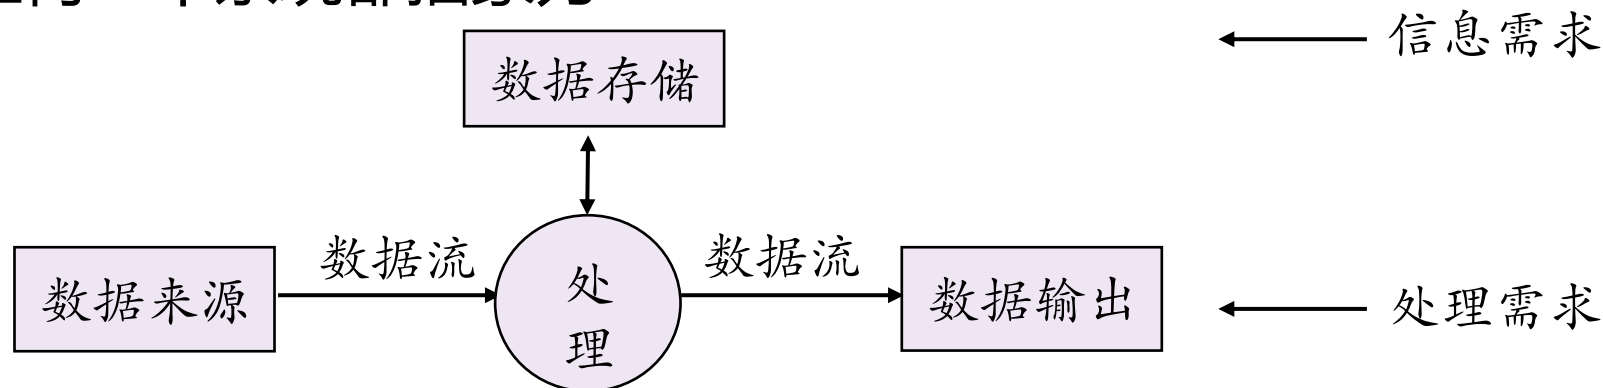 信息需求
数据存储
数据流
数据流
数据来源
处
理
数据输出
处理需求